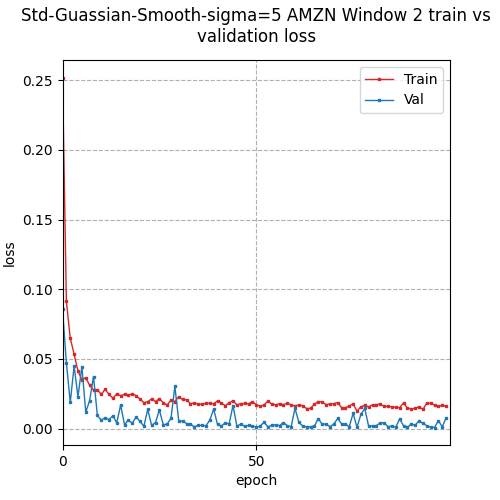 Std-Guassian-Smooth-sigma=5 AMZN Window 2 train vs
validation loss
Train
Val
0.25
0.20
0.15
0.10
0.05
0.00
loss
0
50
epoch